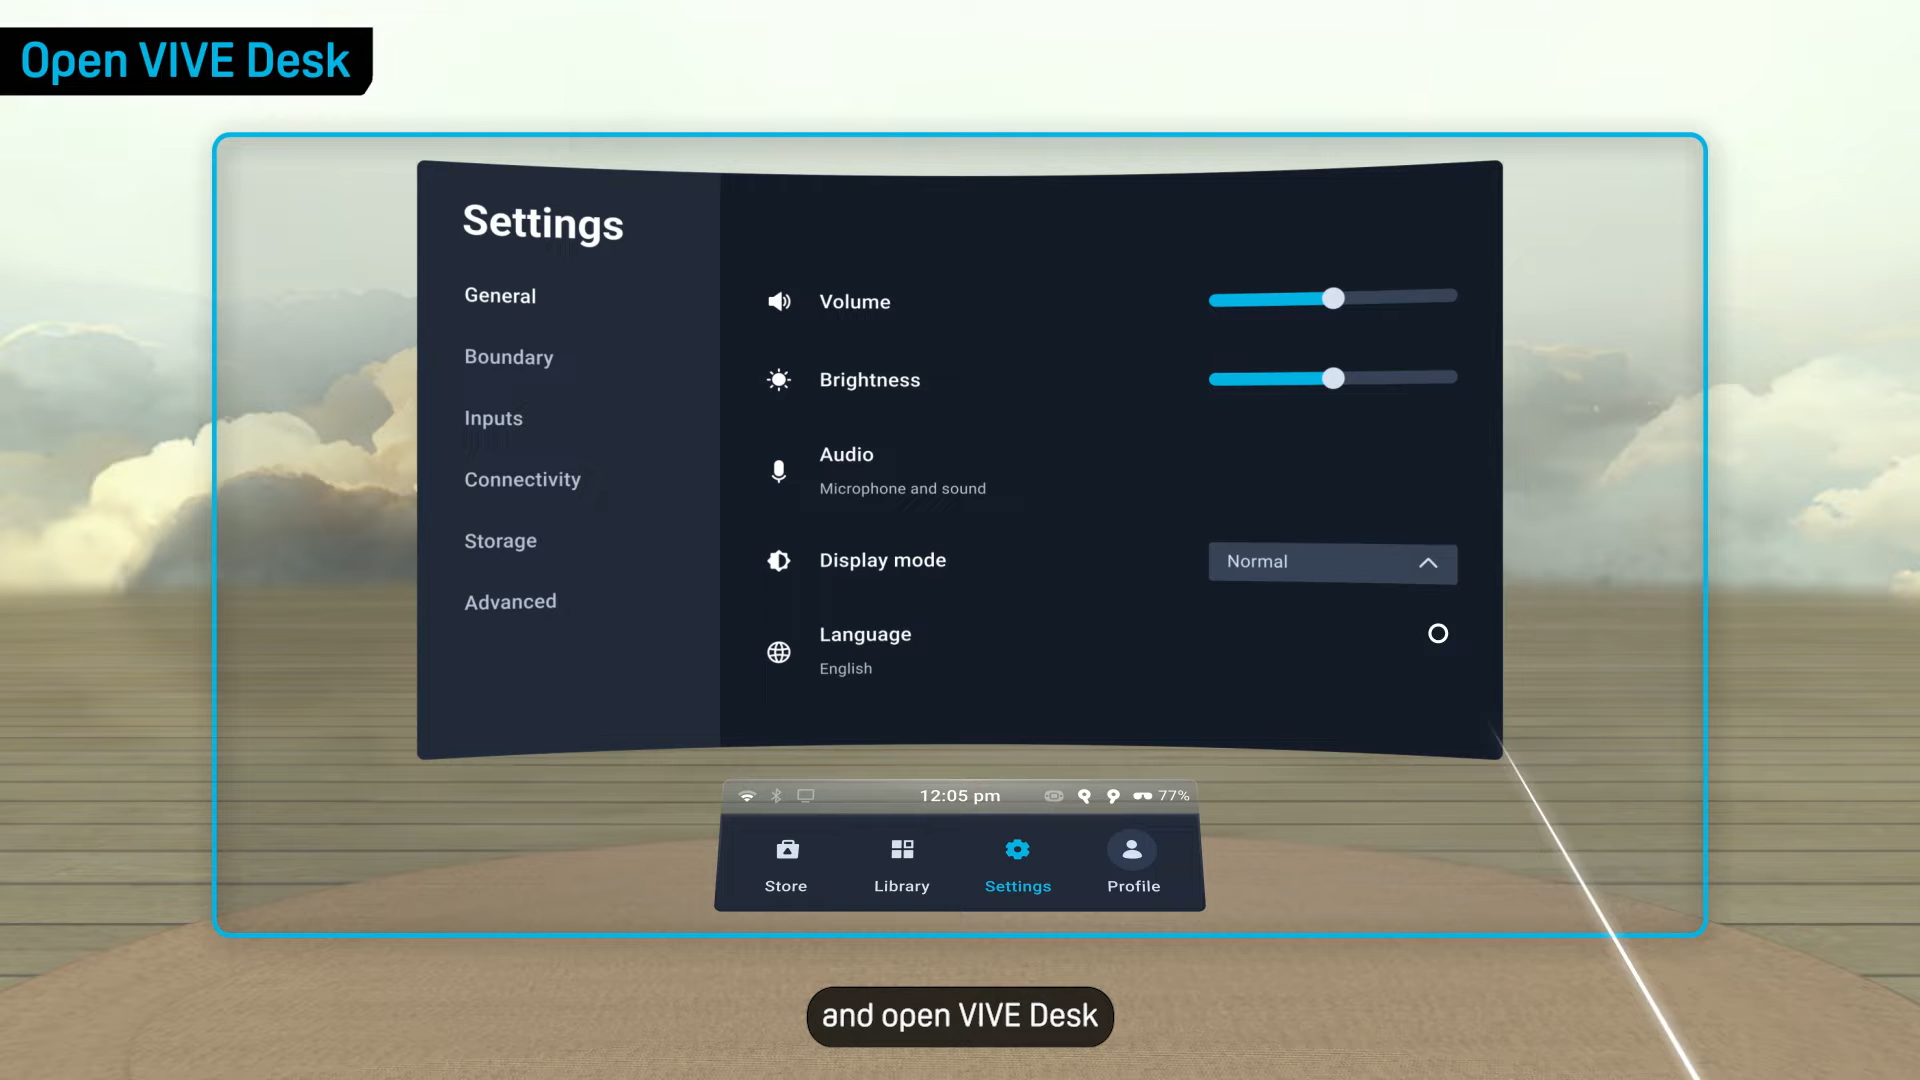 Open VIVE Desk
Settings
General
Boundary
Inputs
Connectivity
Storage
Advanced
Volume
Brightness
Audio
Microphone and sound
Display mode
Normal
Language
English
12:05 pm
77%
Store
Library
Settings
Profile
and open VIVE Desk